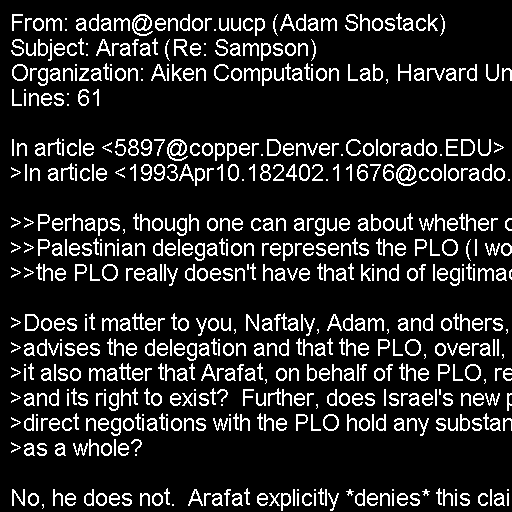 From: adam@endor.uucp (Adam Shostack)
Subject: Arafat (Re: Sampson)
Organization: Aiken Computation Lab, Harvard Un
Lines: 61

In article <5897@copper.Denver.Colorado.EDU>
>In article <1993Apr10.182402.11676@colorado.

>>Perhaps, though one can argue about whether o
>>Palestinian delegation represents the PLO (I wo
>>the PLO really doesn't have that kind of legitimac

>Does it matter to you, Naftaly, Adam, and others,
>advises the delegation and that the PLO, overall,
>it also matter that Arafat, on behalf of the PLO, re
>and its right to exist?  Further, does Israel's new p
>direct negotiations with the PLO hold any substan
>as a whole?

No, he does not.  Arafat explicitly *denies* this clai